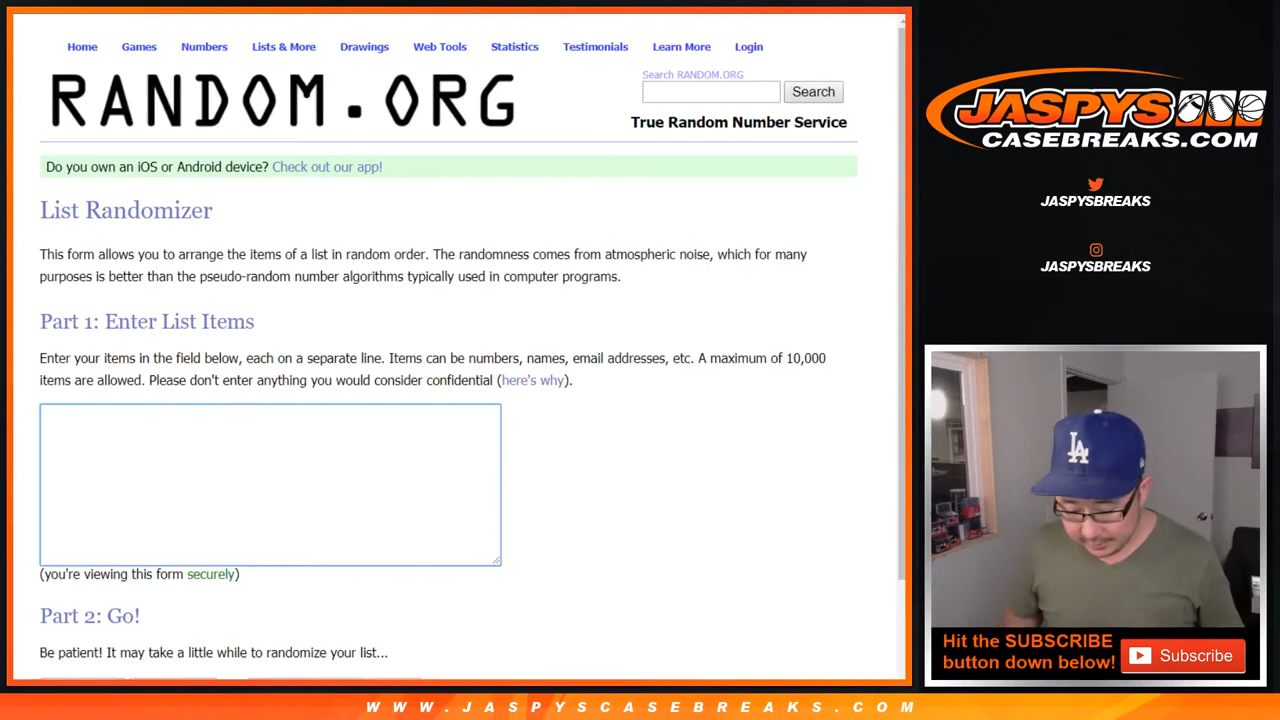 Home Games Numbers Lists & More Drawings Web Tools Statistics Testimonials Learn More Login
RANDOM.ORG
Search RANDOM.ORG
Search
True Random Number Service
Do you own an iOS or Android device? Check out our app!
List Randomizer
This form allows you to arrange the items of a list in random order. The randomness comes from atmospheric noise, which for many
purposes is better than the pseudo-random number algorithms typically used in computer programs.
Part 1: Enter List Items
Enter your items in the field below, each on a separate line. Items can be numbers, names, email addresses, etc. A maximum of 10,000
items are allowed. Please don't enter anything you would consider confidential (here's why).
(you're viewing this form securely)
Part 2: Go!
Be patient! It may take a little while to randomize your list...
JASPYS
CASEBREAKS.COM
JASPYSBREAKS
JASPYSBREAKS
LA
Hit the SUBSCRIBE
button down below!
Subscribe
WWW.JASPYSCASEBREAKS.COM